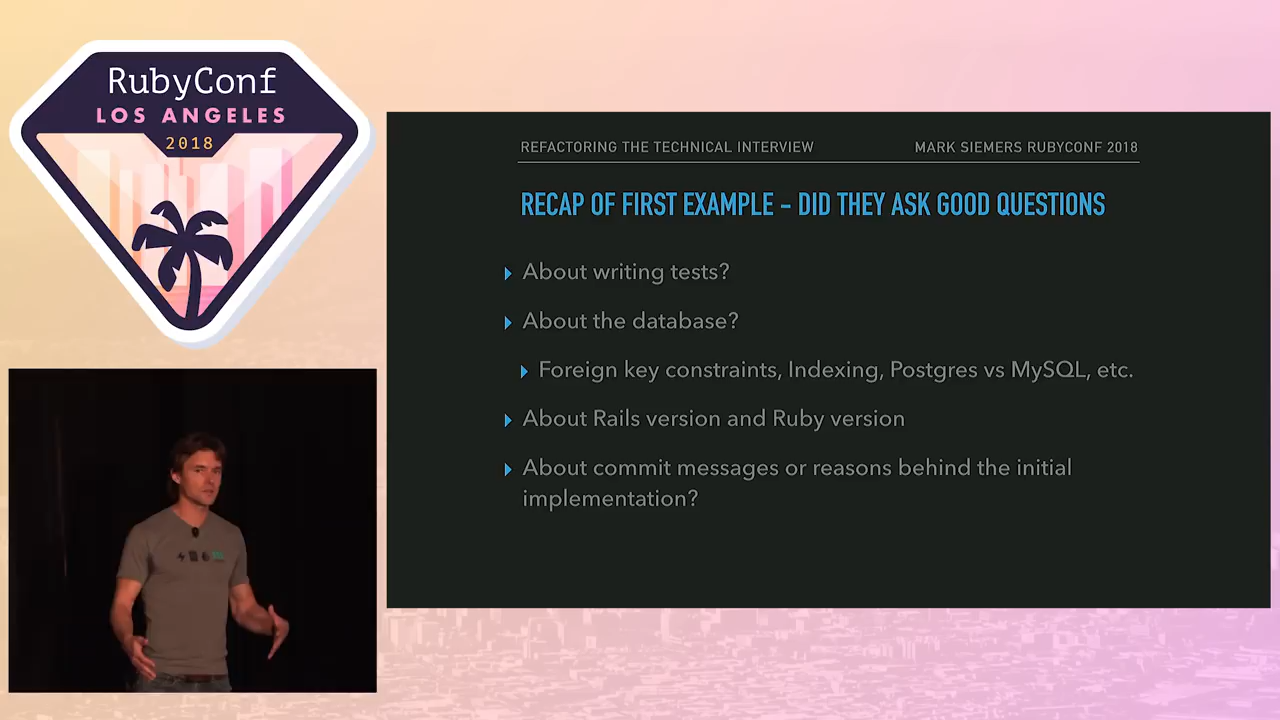 RubyConf
LOS ANGELES
2018
REFACTORING THE TECHNICAL INTERVIEW
MARK SIEMERS RUBYCONF 2018
RECAP OF FIRST EXAMPLE – DID THEY ASK GOOD QUESTIONS
About writing tests?
About the database?
Foreign key constraints, Indexing, Postgres vs MySQL, etc.
About Rails version and Ruby version
About commit messages or reasons behind the initial
implementation?